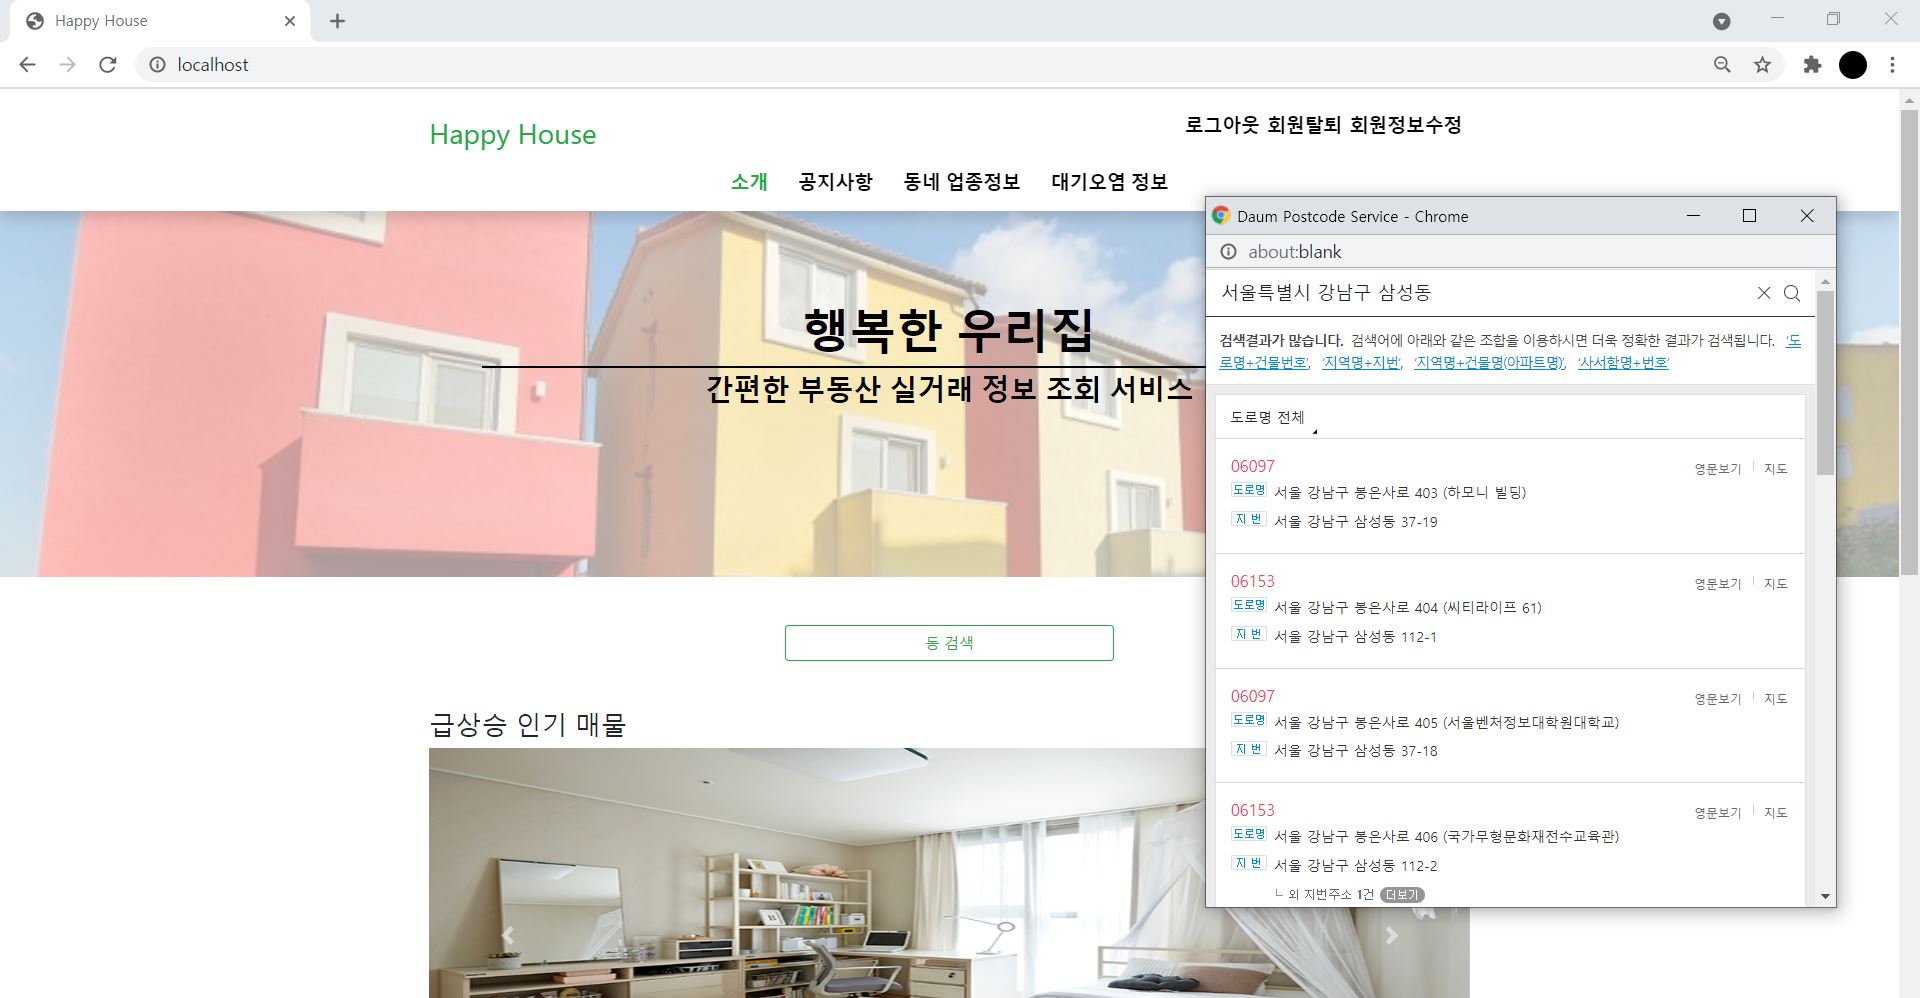 Happy House
localhost
Happy House
로그아웃 회원탈퇴 회원정보수정
소개 공지사항 동네 업종정보 대기오염 정보
행복한 우리집
간편한 부동산 실거래 정보 조회 서비스
동 검색
급상승 인기 매물
Daum Postcode Service - Chrome
about:blank
서울특별시 강남구 삼성동
검색결과가 많습니다. 검색어에 아래와 같은 조합을 이용하시면 더욱 정확한 결과가 검색됩니다. '도
로명+건물번호', '지역명+지번', '지역명+건물명(아파트명)', '사서함명+번호'
도로명 전체
06097 영문보기 지도
도로명 서울 강남구 봉은사로 403 (하모니 빌딩)
지 번 서울 강남구 삼성동 37-19
06153 영문보기 지도
도로명 서울 강남구 봉은사로 404 (씨티라이프 61)
지 번 서울 강남구 삼성동 112-1
06097 영문보기 지도
도로명 서울 강남구 봉은사로 405 (서울벤처정보대학원대학교)
지 번 서울 강남구 삼성동 37-18
06153 영문보기 지도
도로명 서울 강남구 봉은사로 406 (국가무형문화재전수교육관)
지 번 서울 강남구 삼성동 112-2
ㄴ 외 지번주소 1건 더보기